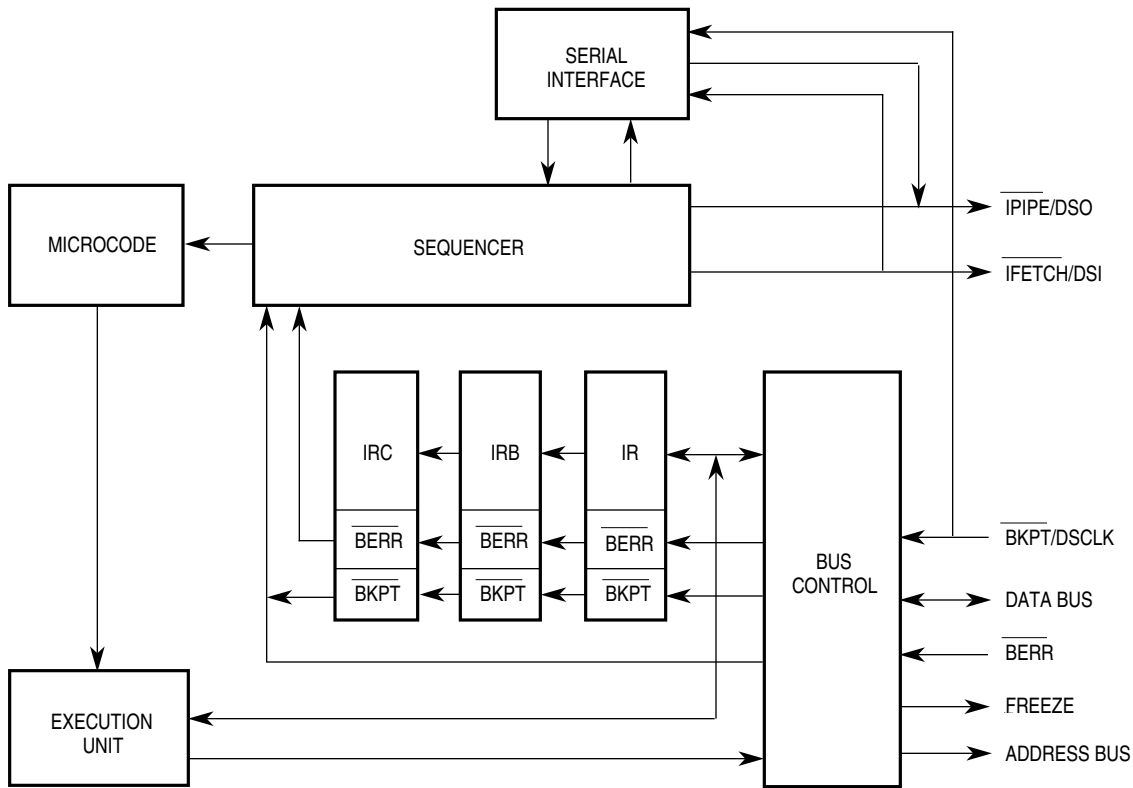 SERIAL
INTERFACE
IPIPE/DSO
MICROCODE
SEQUENCER
IFETCH/DSI
IRC
IRB
IR
BERR
BERR
BERR
BKPT
BKPT
BKPT
BUS
CONTROL
BKPT/DSCLK
DATA BUS
BERR
FREEZE
ADDRESS BUS
EXECUTION
UNIT